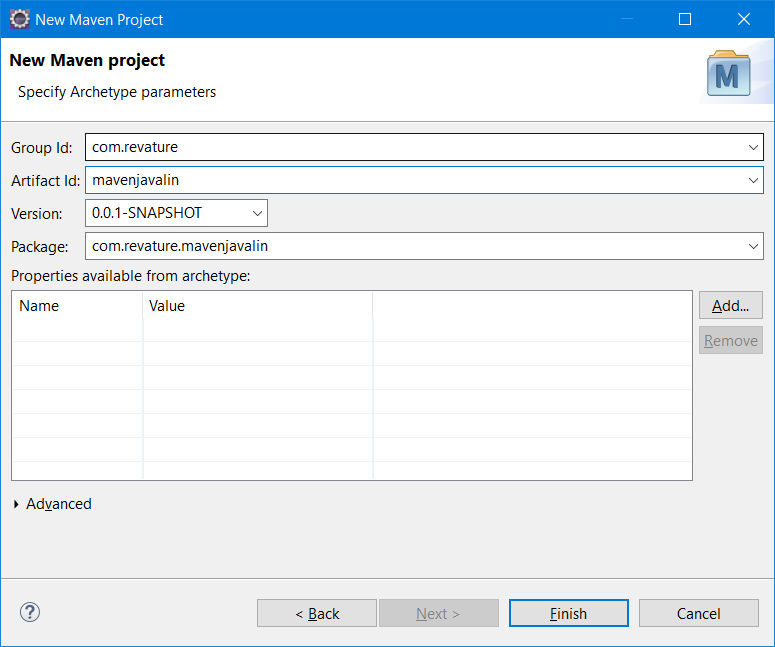 New Maven Project
New Maven project
Specify Archetype parameters
M
Group Id: com.revature
Artifact Id: mavenjavalin
Version: 0.0.1-SNAPSHOT
Package: com.revature.mavenjavalin
Properties available from archetype:
Name Value
Add...
Remove
Advanced
? < Back Next > Finish Cancel